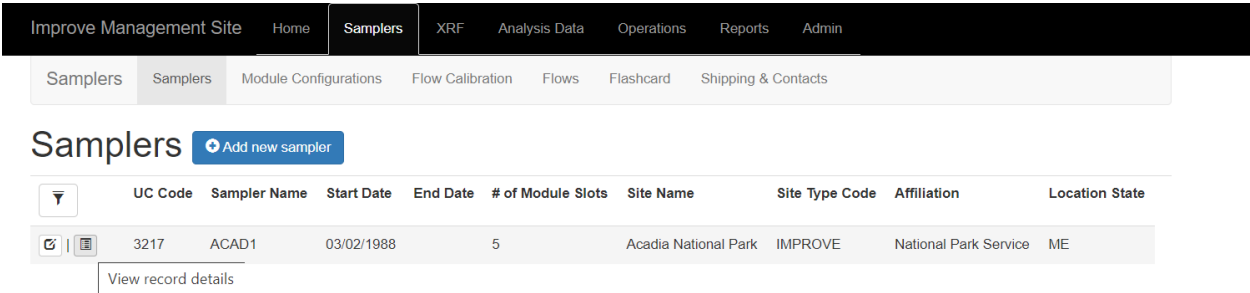 Improve Management Site Home Samplers XRF Analysis Data Operations Reports Admin
Samplers Samplers Module Configurations Flow Calibration Flows Flashcard Shipping & Contacts
Samplers Add new sampler
UC Code Sampler Name Start Date End Date # of Module Slots Site Name Site Type Code Affiliation Location State
3217 ACAD1 03/02/1988 5 Acadia National Park IMPROVE National Park Service ME
View record details